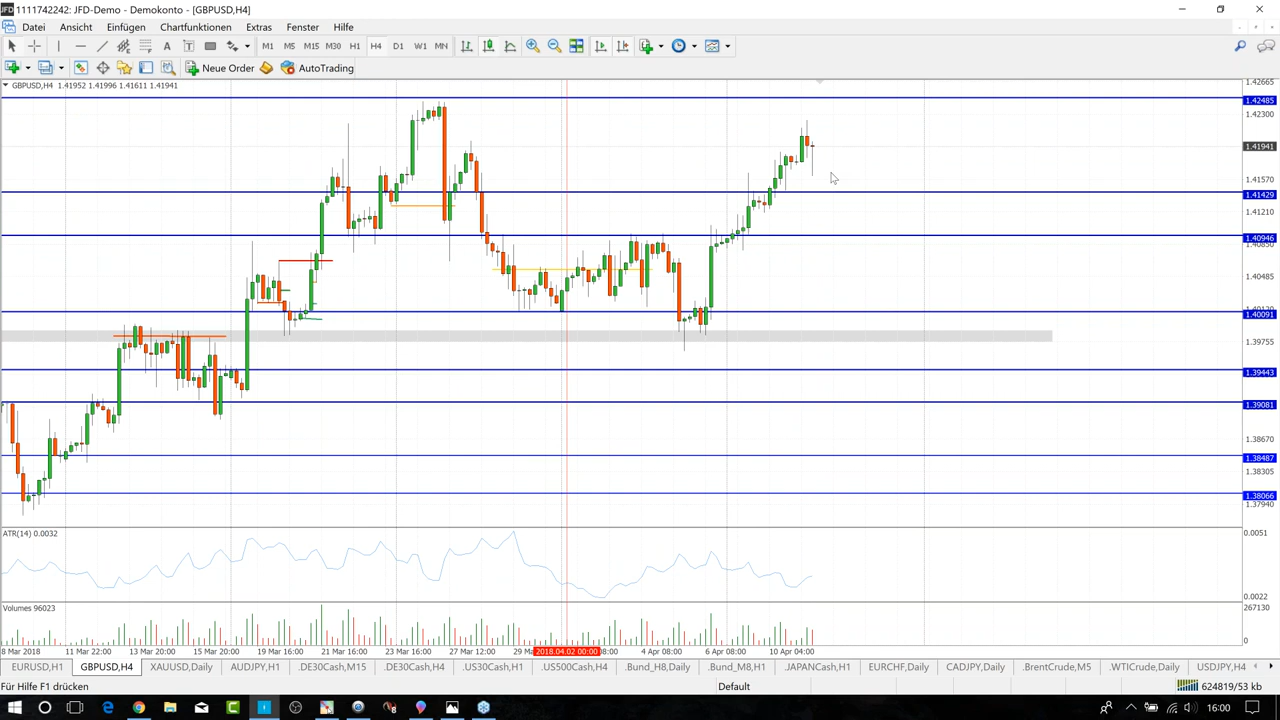 1111742242: JFD-Demo - Demokonto - [GBPUSD,H4]
Datei Ansicht Einfügen Chartfunktionen Extras Fenster Hilfe
A T M1 M5 M15 M30 H1 H4 D1 W1 MN
Neue Order AutoTrading
GBPUSD,H4 1.41952 1.41996 1.41611 1.41941
1.42665
1.42485
1.42300
1.41941
1.41570
1.41429
1.41210
1.40946
1.40485
1.40091
1.39755
1.39443
1.39081
1.38670
1.38487
1.38305
1.38066
1.37940
ATR(14) 0.0032
0.0051
0.0022
Volumes 96023
267130
0
8 Mar 2018 11 Mar 22:00 13 Mar 20:00 15 Mar 20:00 19 Mar 16:00 21 Mar 16:00 23 Mar 16:00 27 Mar 12:00 2018.04.02 00:00 4 Apr 08:00 6 Apr 08:00 10 Apr 04:00
EURUSD,H1 GBPUSD,H4 XAUUSD,Daily AUDJPY,H1 .DE30Cash,M15 .DE30Cash,H4 .US30Cash,H1 .US500Cash,H4 .Bund_M8,Daily .Bund_M8,H1 .JAPANCash,H1 EURCHF,Daily CADJPY,Daily .BrentCrude,M5 .WTICrude,Daily USDJPY,H4
Für Hilfe F1 drücken Default 624819/53 kb
16:00